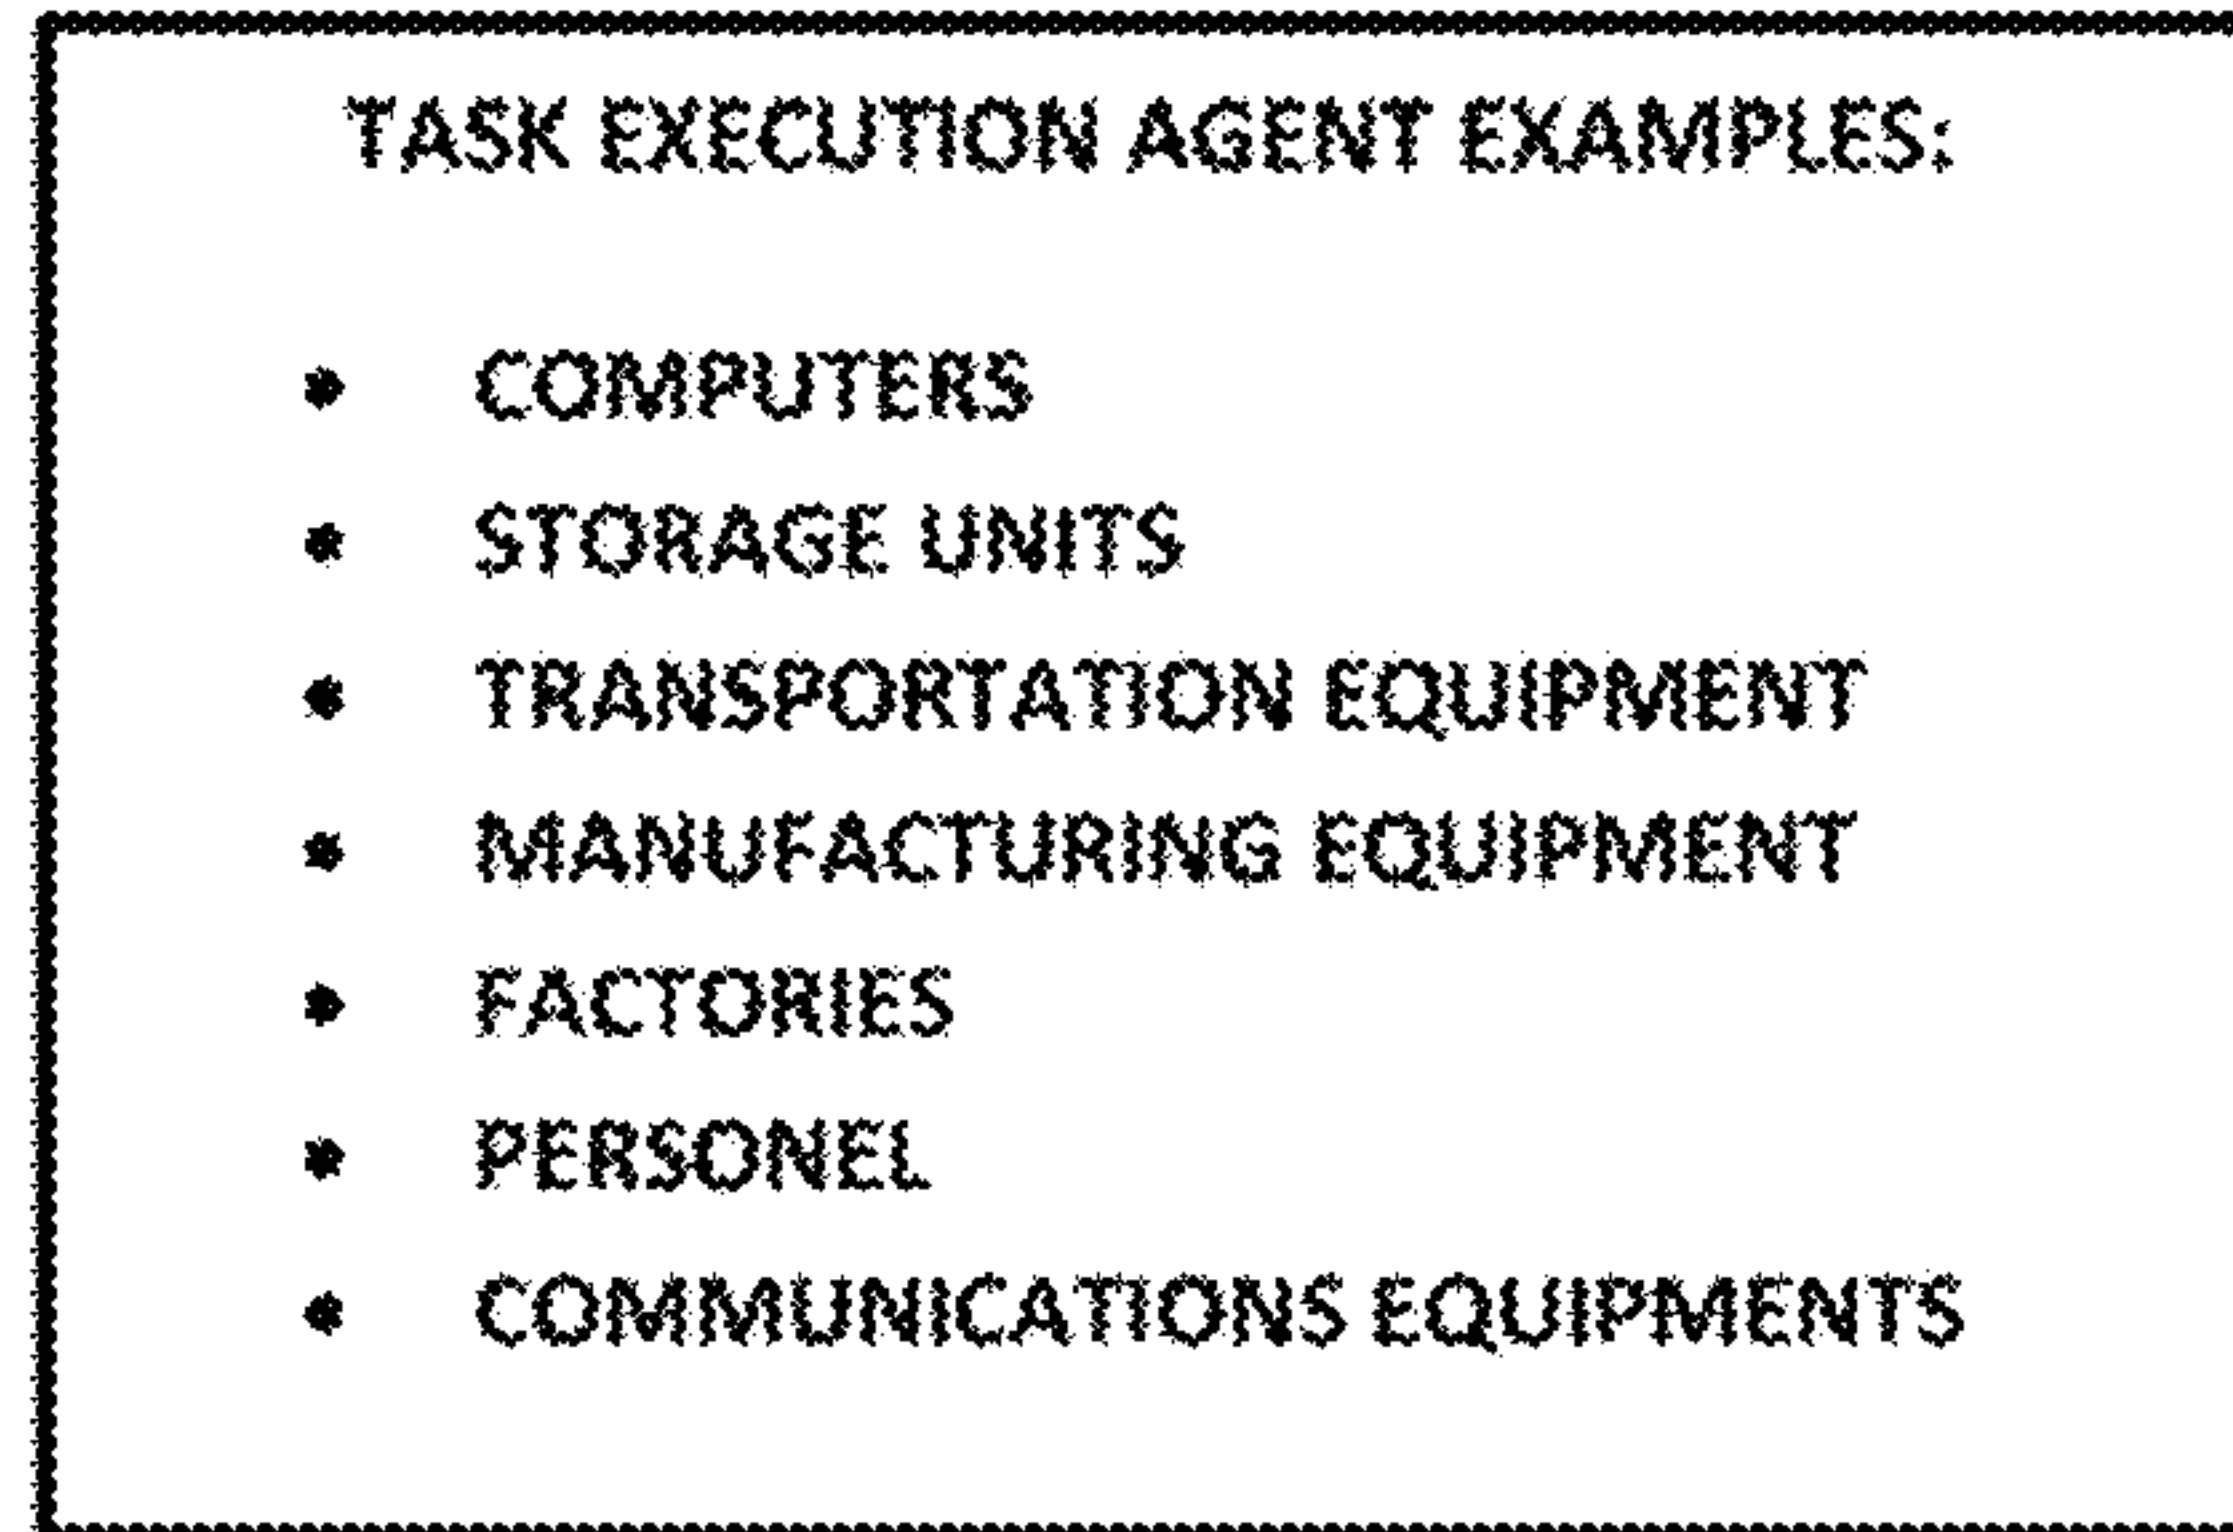 TASK EXECUTION AGENT EXAMPLES:
• COMPUTERS
• STORAGE UNITS
• TRANSPORTATION EQUIPMENT
• MANUFACTURING EQUIPMENT
• FACTORIES
• PERSONEL
• COMMUNICATIONS EQUIPMENTS